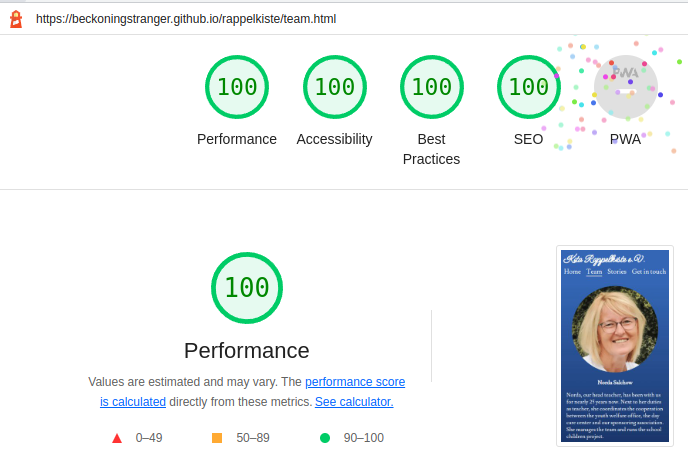 https://beckoningstranger.github.io/rappelkiste/team.html
100
100
100
100
PWA
Performance
Accessibility
Best
Practices
SEO
PWA
100
Performance
Values are estimated and may vary. The performance score
is calculated directly from these metrics. See calculator.
0–49
50–89
90–100
Kita Rappelkiste e.V.
Home Team Stories Get in touch
Norda Salchow
Norda, our head teacher, has been with us
for nearly 25 years now. Next to her duties
as teacher, she coordinates the cooperation
between the youth welfare office, the day
care center and our sponsoring association.
She manages the team and runs the school
children project.